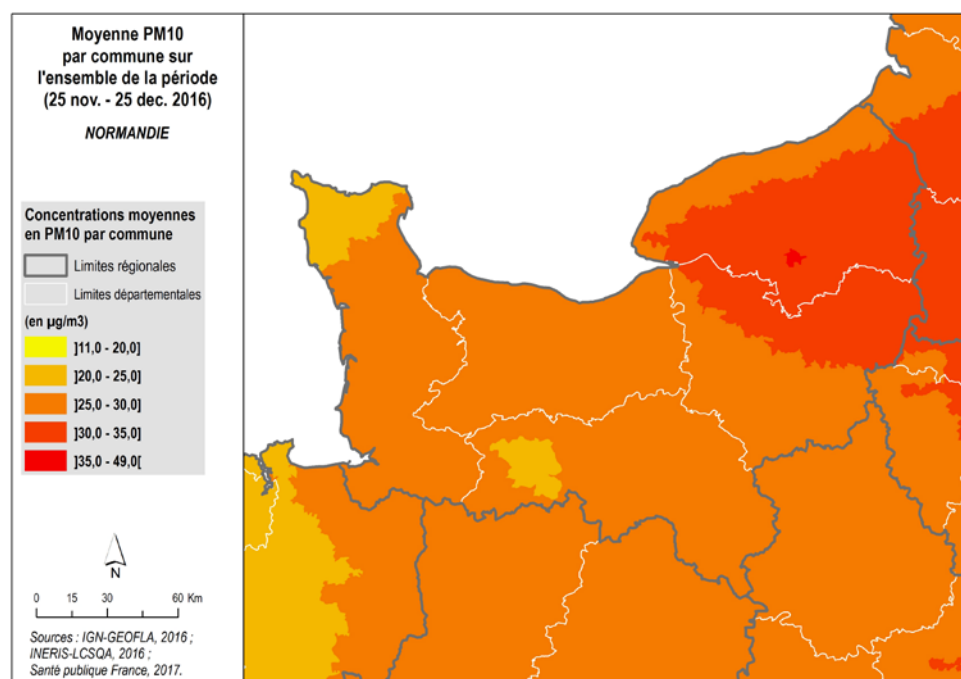 Moyenne PM10
par commune sur
l'ensemble de la période
(25 nov. - 25 dec. 2016)
NORMANDIE
Concentrations moyennes
en PM10 par commune
Limites régionales
Limites départementales
(en µg/m3)
]11,0 - 20,0]
]20,0 - 25,0]
]25,0 - 30,0]
]30,0 - 35,0]
]35,0 - 49,0[
N
0 15 30 60 Km
Sources : IGN-GEOFLA, 2016 ;
INERIS-LCSQA, 2016 ;
Santé publique France, 2017.